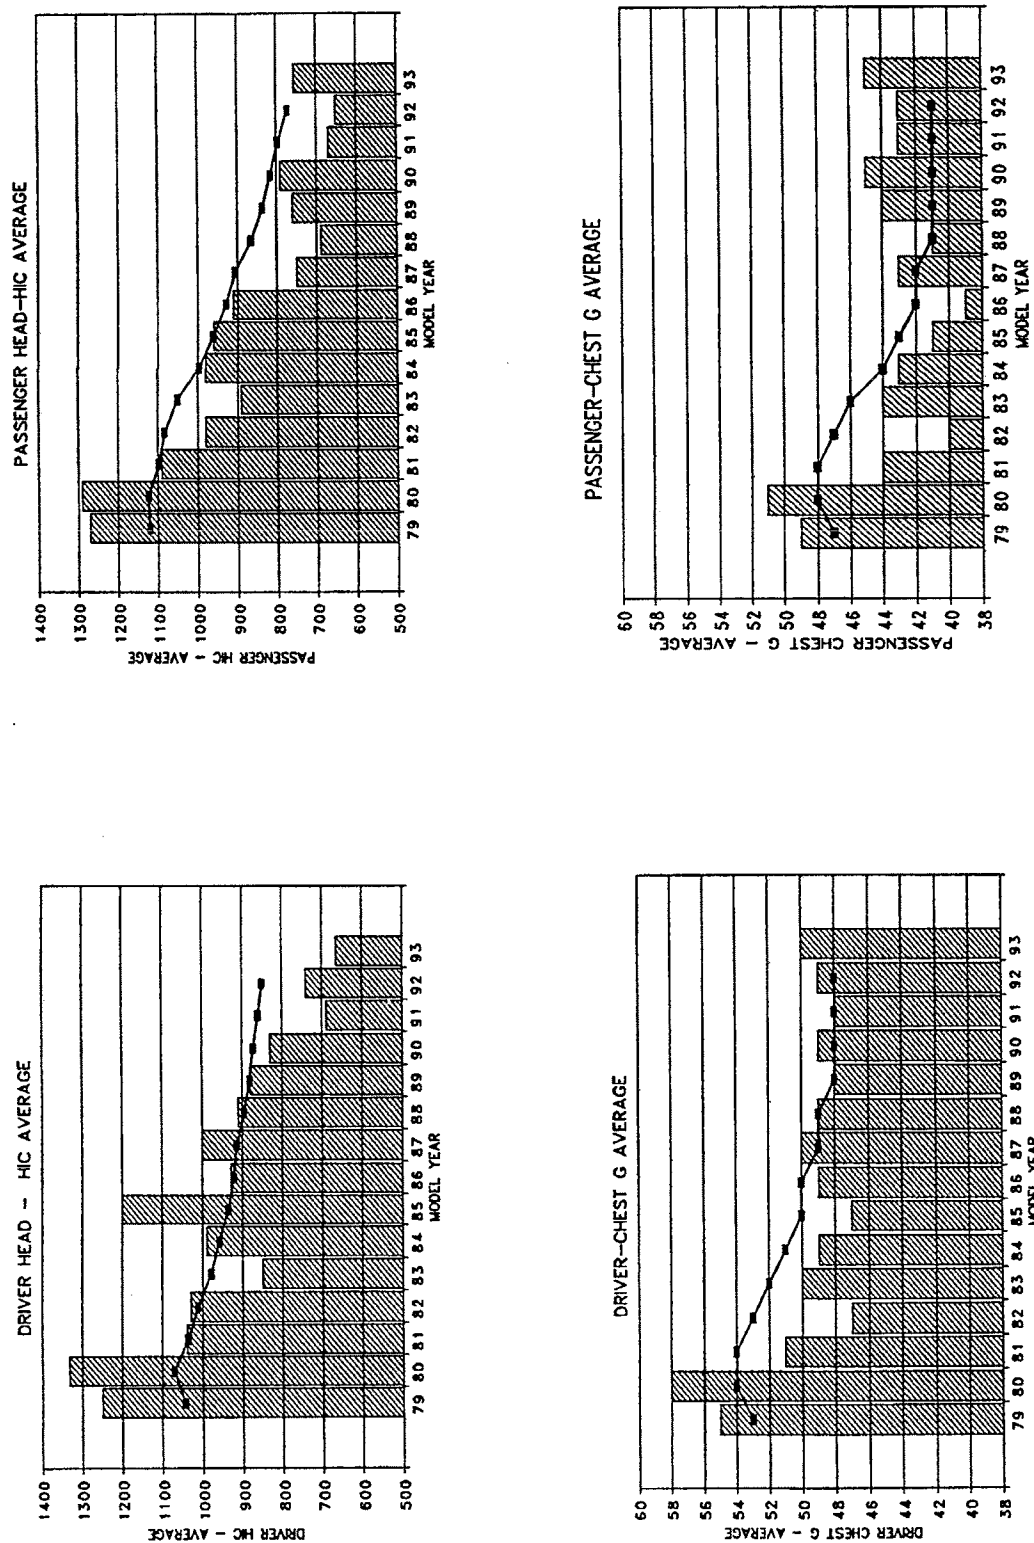 PASSENGER HEAD-HIC AVERAGE
PASSENGER HIC - AVERAGE
1400
1300
1200
1100
1000
900
800
700
600
500
79 80 81 82 83 84 85 86 87 88 89 90 91 92 93
MODEL YEAR
PASSENGER-CHEST G AVERAGE
PASSENGER CHEST G - AVERAGE
60
58
56
54
52
50
48
46
44
42
40
38
79 80 81 82 83 84 85 86 87 88 89 90 91 92 93
MODEL YEAR
DRIVER HEAD - HIC AVERAGE
DRIVER HIC - AVERAGE
1400
1300
1200
1100
1000
900
800
700
600
500
79 80 81 82 83 84 85 86 87 88 89 90 91 92 93
MODEL YEAR
DRIVER-CHEST G AVERAGE
DRIVER CHEST G - AVERAGE
60
58
56
54
52
50
48
46
44
42
40
38
79 80 81 82 83 84 85 86 87 88 89 90 91 92 93
MODEL YEAR